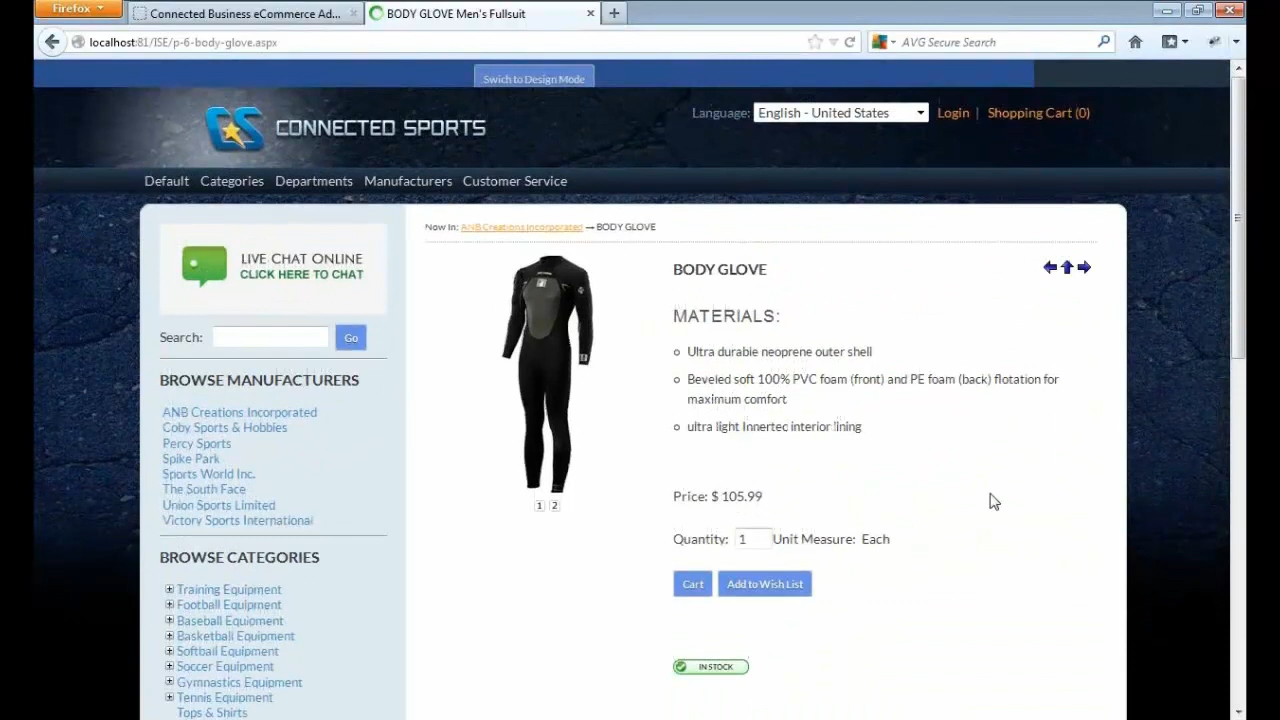 Firefox
Connected Business eCommerce Ad...
BODY GLOVE Men's Fullsuit
localhost:81/ISE/p-6-body-glove.aspx
AVG Secure Search
Swich to Design Mode
CS CONNECTED SPORTS
Language: English - United States Login | Shopping Cart (0)
Default Categories Departments Manufacturers Customer Service
LIVE CHAT ONLINE
CLICK HERE TO CHAT
Search: Go
BROWSE MANUFACTURERS
ANB Creations Incorporated
Coby Sports & Hobbies
Percy Sports
Spike Park
Sports World Inc.
The South Face
Union Sports Limited
Victory Sports International
BROWSE CATEGORIES
Training Equipment
Football Equipment
Baseball Equipment
Basketball Equipment
Softball Equipment
Soccer Equipment
Gymnastics Equipment
Tennis Equipment
Tops & Shirts
Now In: ANB Creations Incorporated → BODY GLOVE
1 2
BODY GLOVE
MATERIALS:
Ultra durable neoprene outer shell
Beveled soft 100% PVC foam (front) and PE foam (back) flotation for
maximum comfort
ultra light Innertec interior lining
Price: $ 105.99
Quantity: 1 Unit Measure: Each
Cart Add to Wish List
IN STOCK